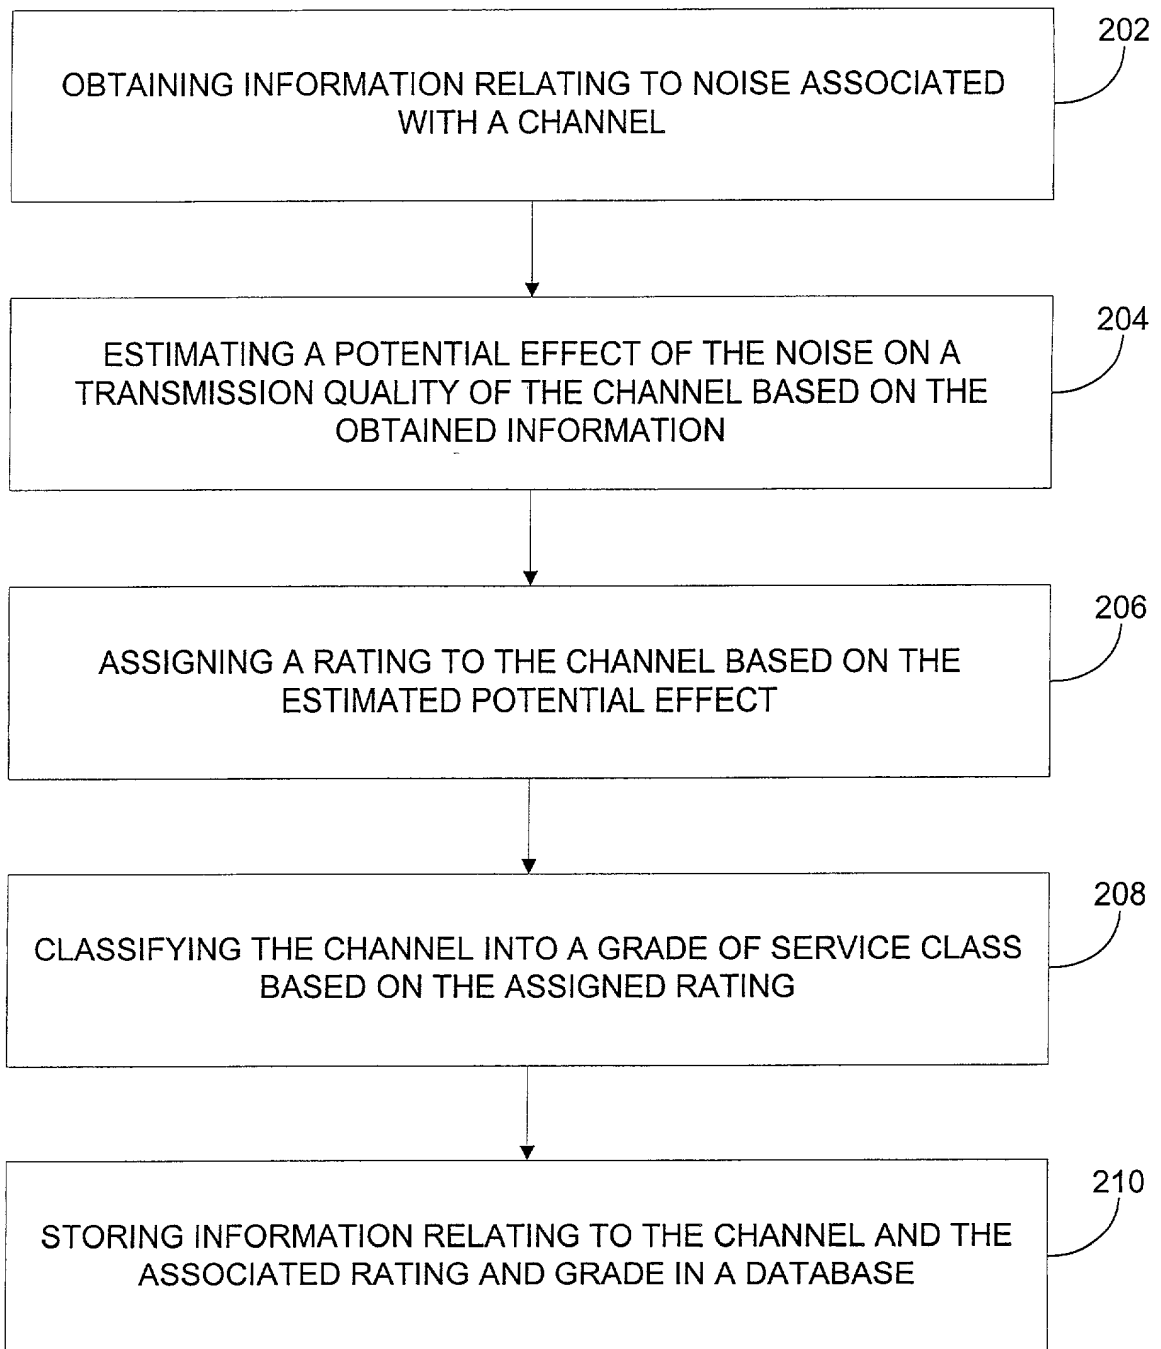 202
OBTAINING INFORMATION RELATING TO NOISE ASSOCIATED
WITH A CHANNEL
204
ESTIMATING A POTENTIAL EFFECT OF THE NOISE ON A
TRANSMISSION QUALITY OF THE CHANNEL BASED ON THE
OBTAINED INFORMATION
206
ASSIGNING A RATING TO THE CHANNEL BASED ON THE
ESTIMATED POTENTIAL EFFECT
208
CLASSIFYING THE CHANNEL INTO A GRADE OF SERVICE CLASS
BASED ON THE ASSIGNED RATING
210
STORING INFORMATION RELATING TO THE CHANNEL AND THE
ASSOCIATED RATING AND GRADE IN A DATABASE